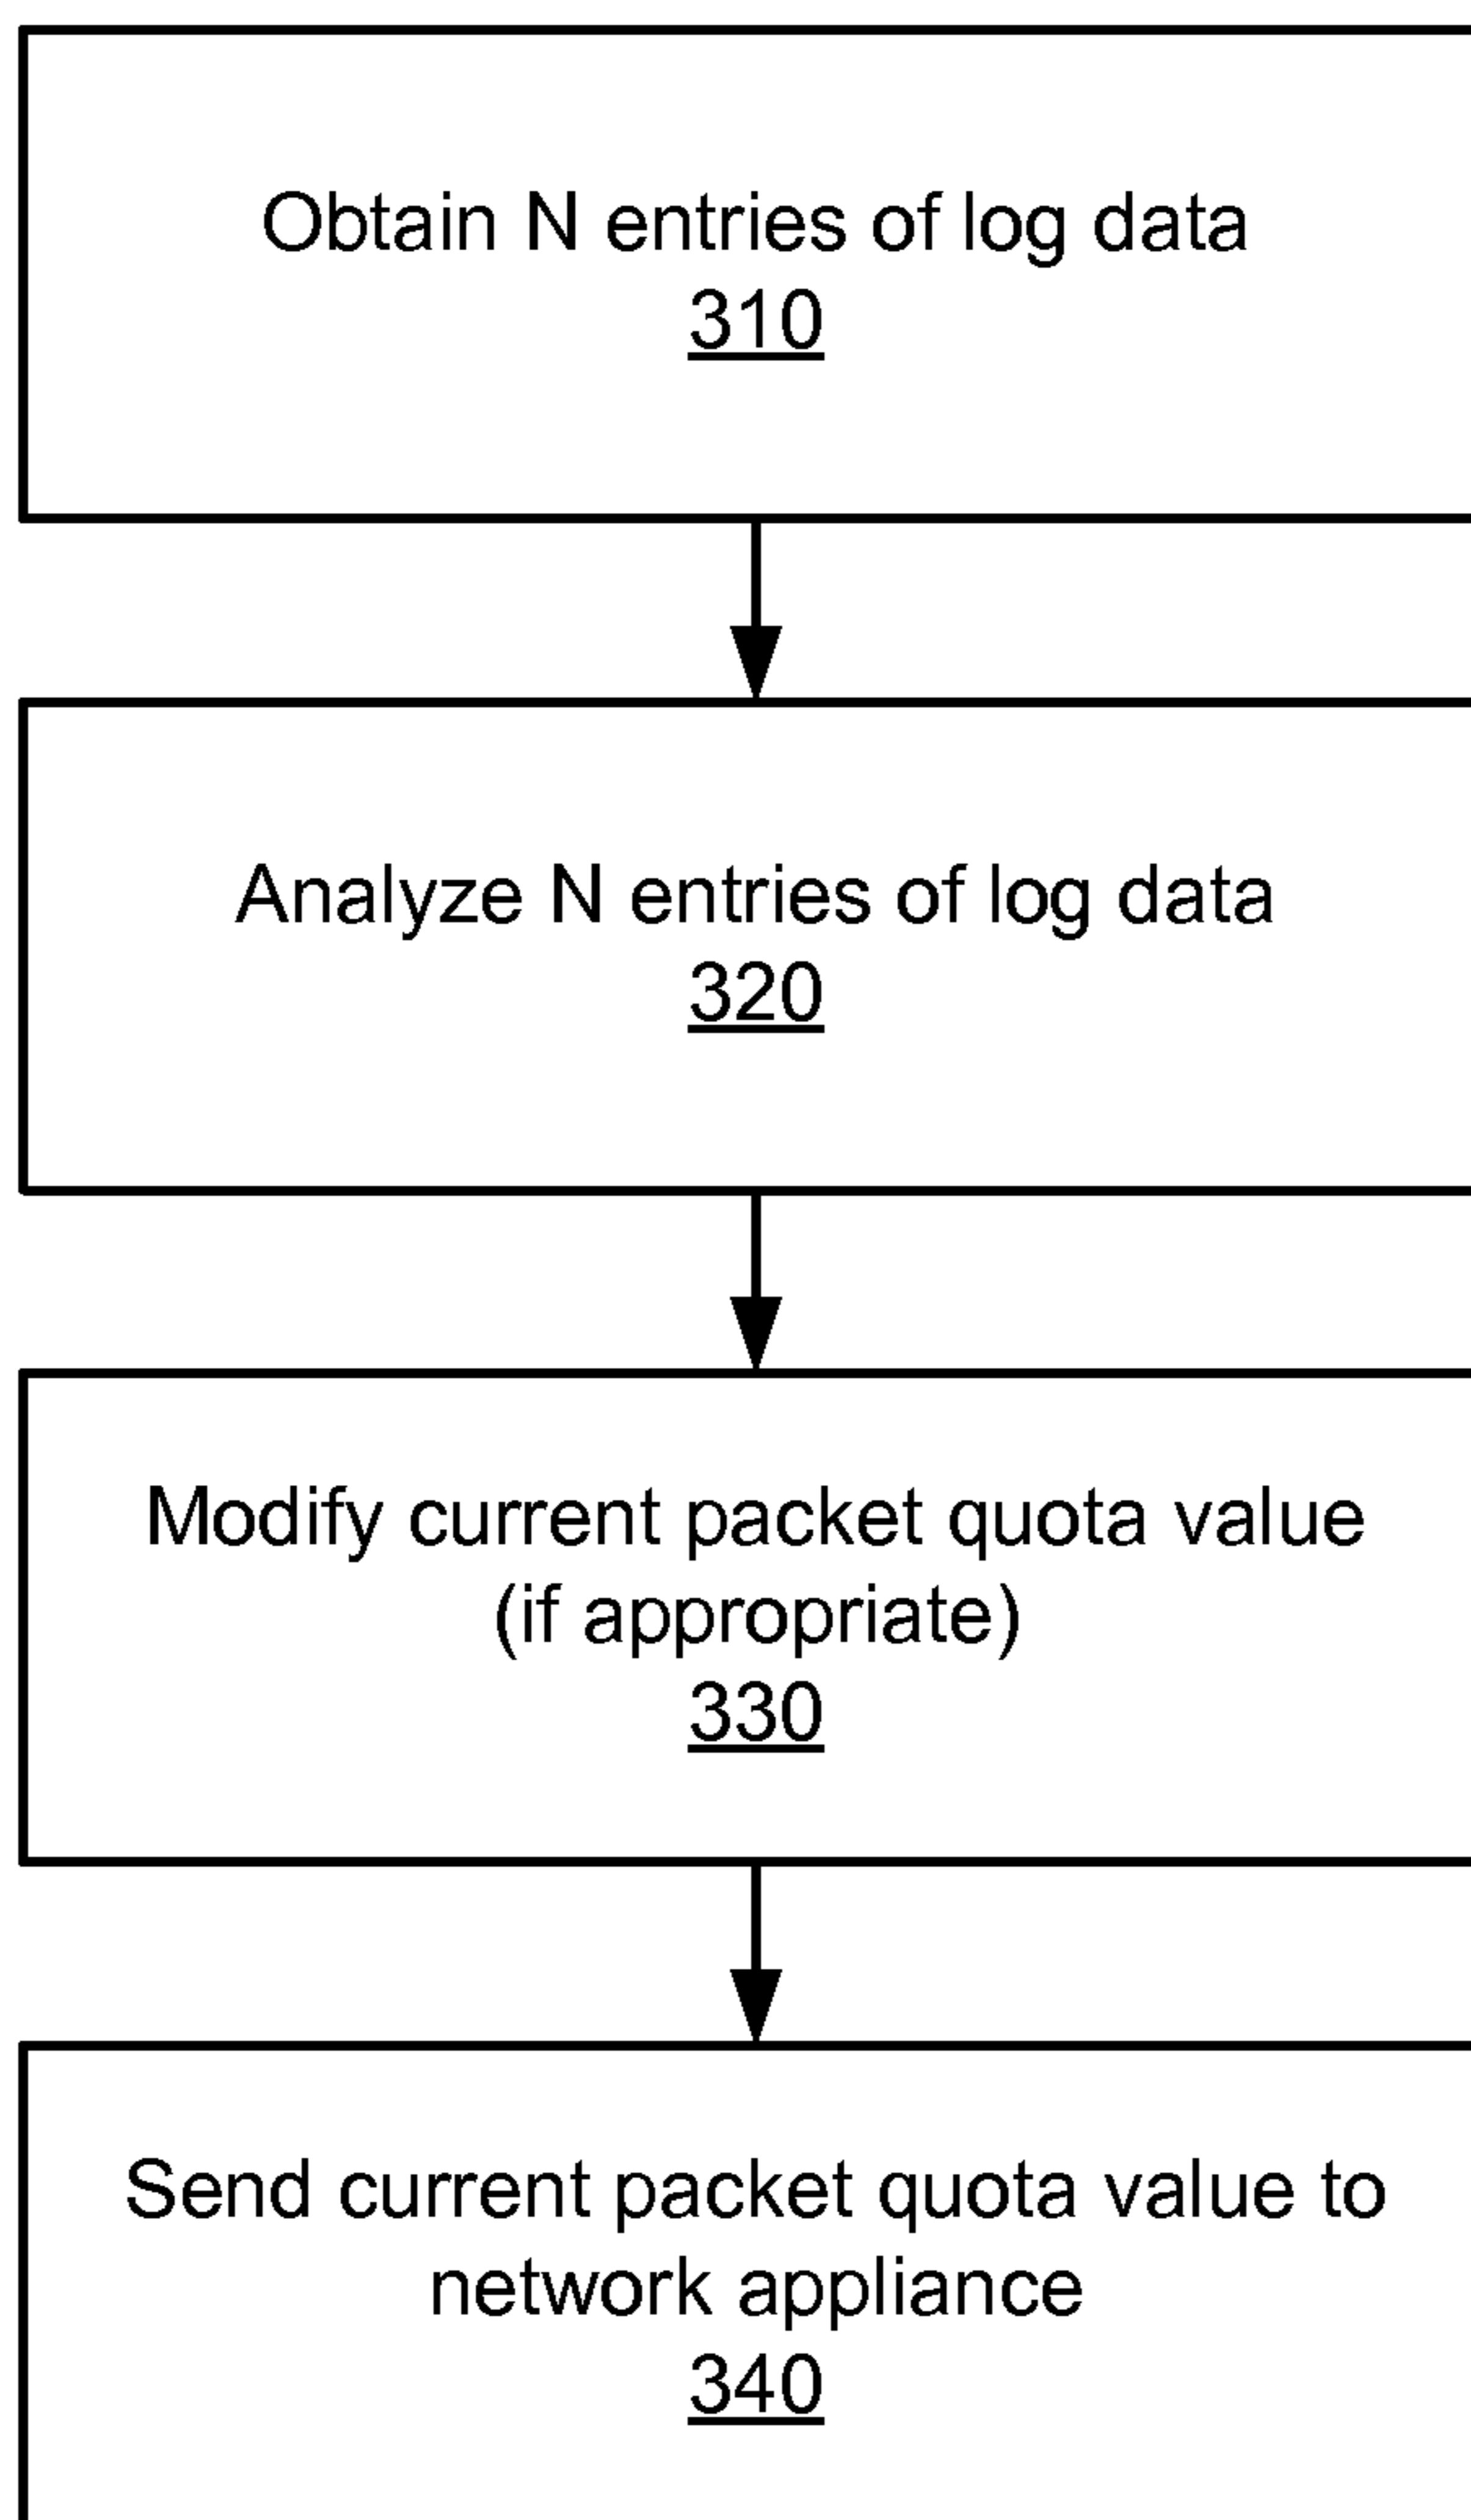 Obtain N entries of log data
310
Analyze N entries of log data
320
Modify current packet quota value
(if appropriate)
330
Send current packet quota value to
network appliance
340